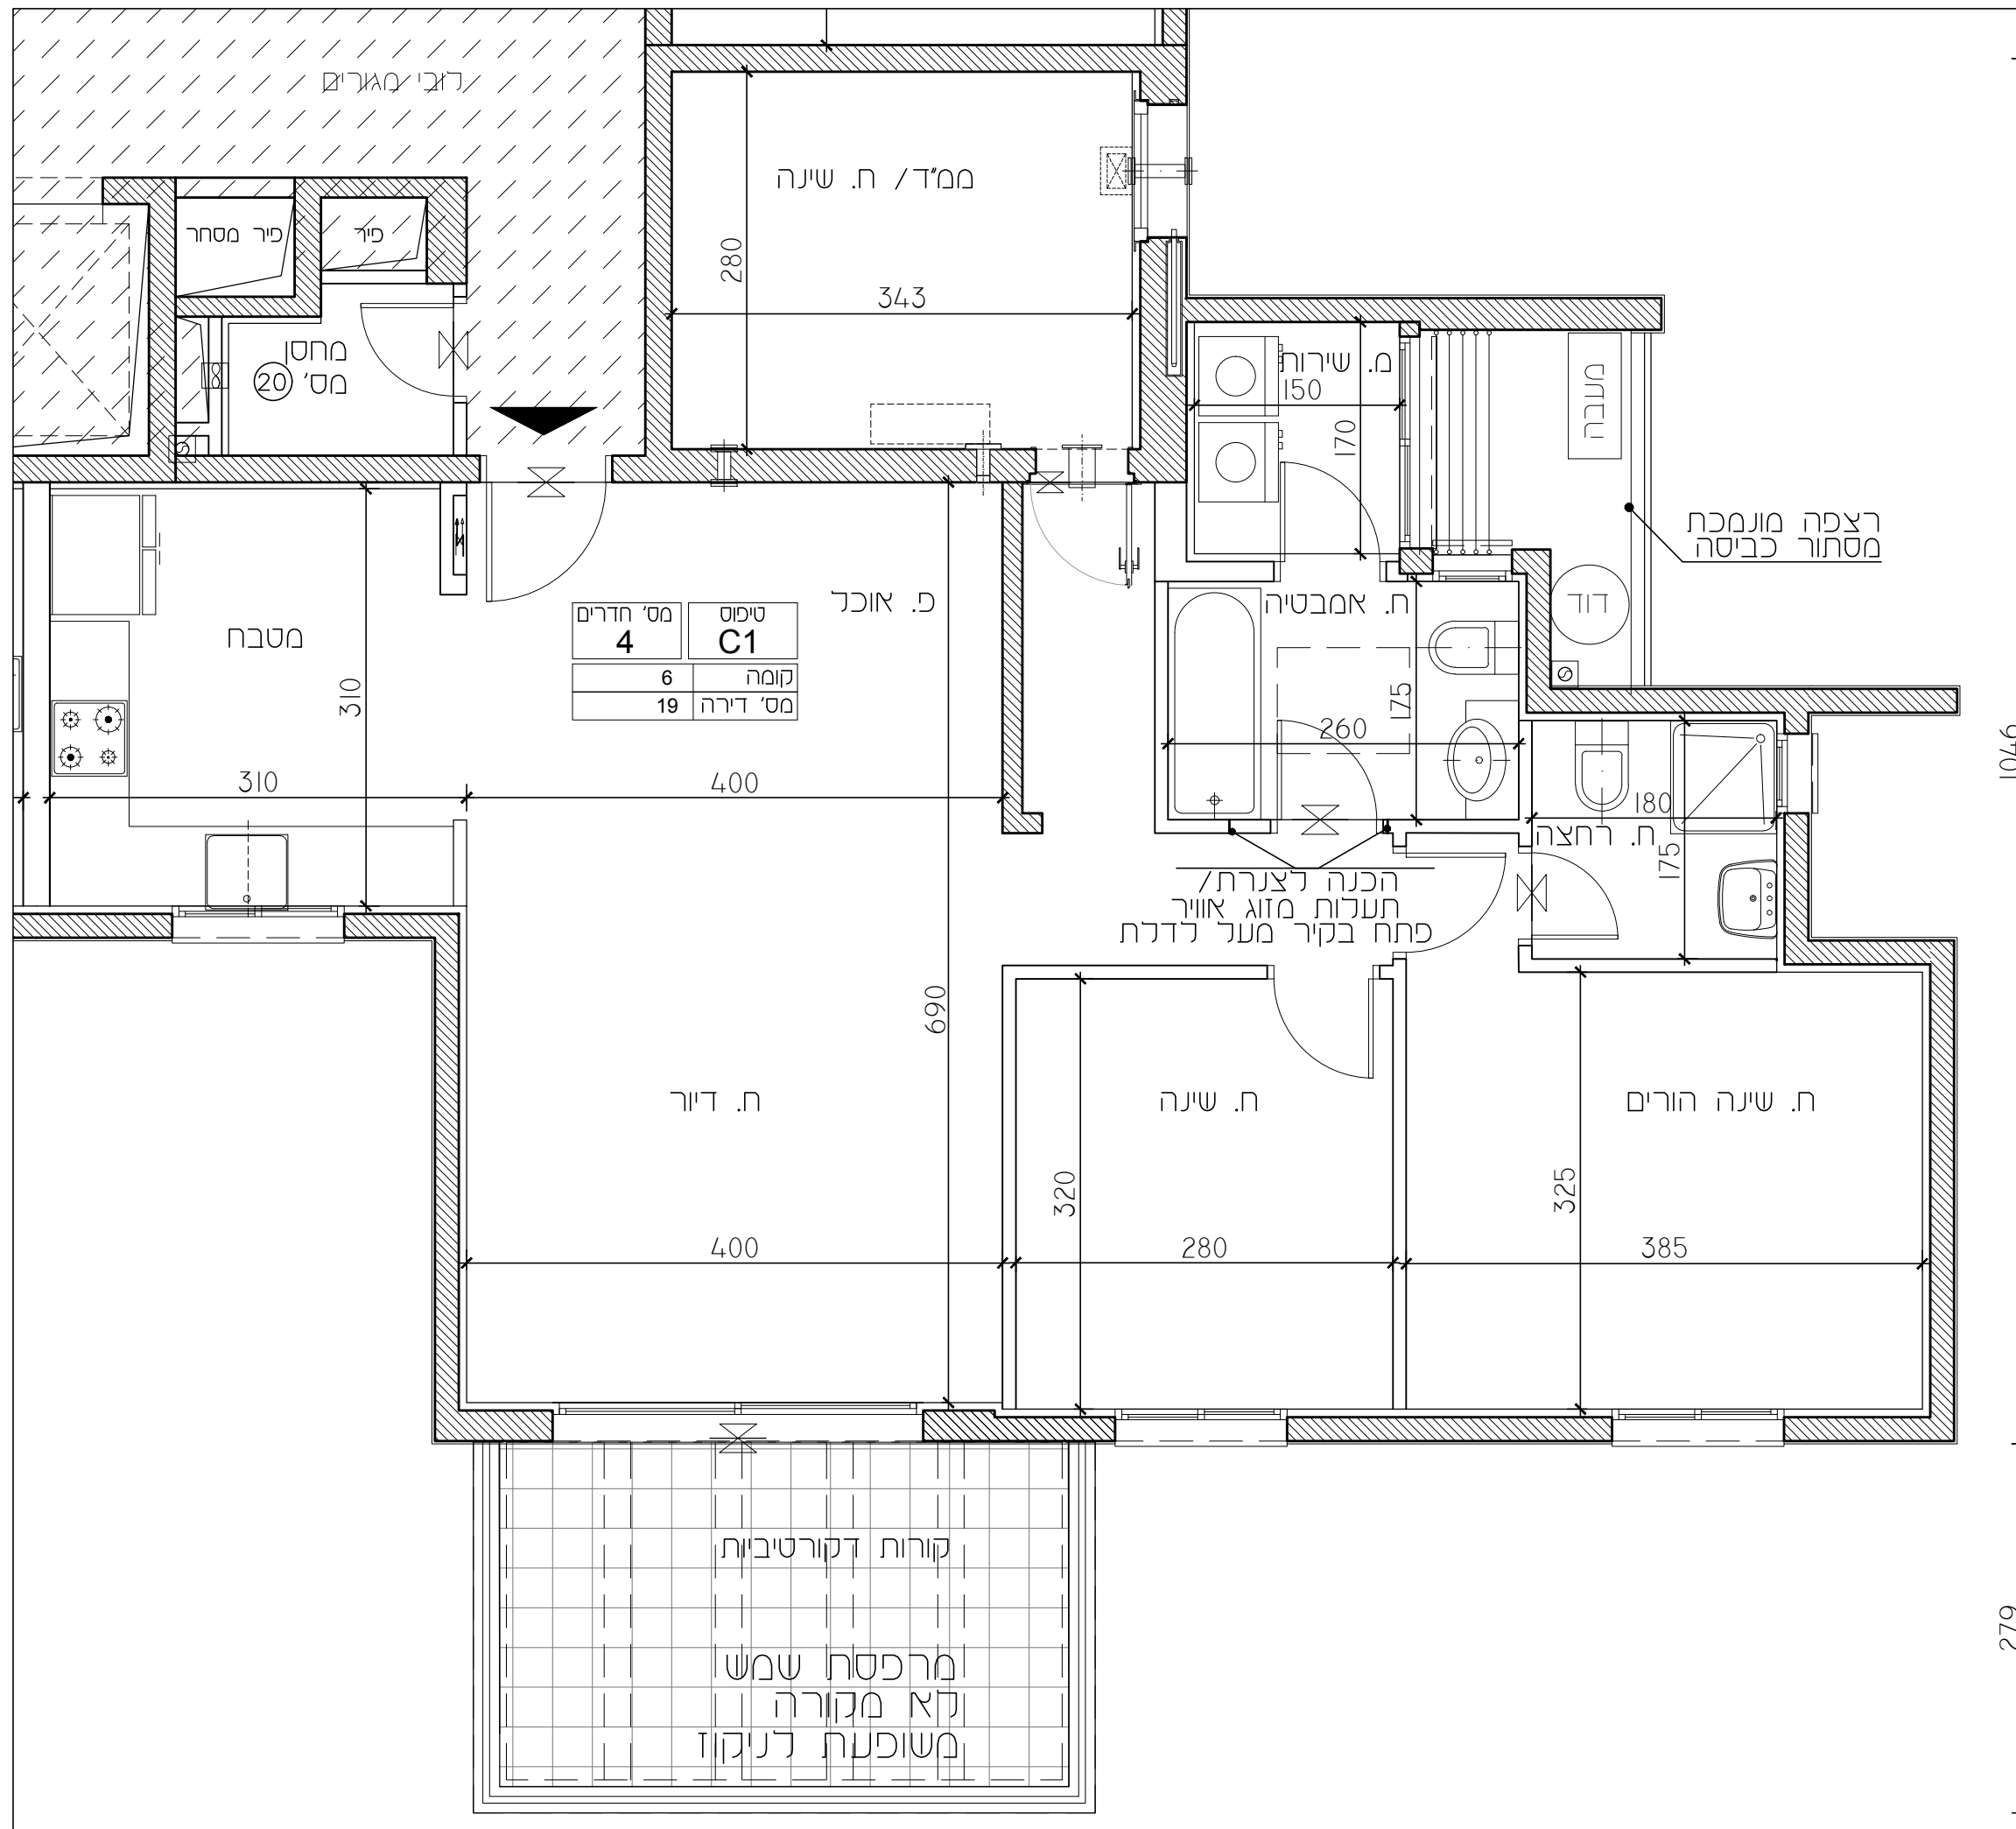 לובי מגורים
ממ"ד/ ח. שינה
280
343
פיר מסחר
פיר
מחסן
מס' 20
מ. שירות
150
170
מעבה
רצפה מונמכת
מסתור כביסה
דוד
מטבח
310
310
פ. אוכל
מס' חדרים
4
טיפוס
C1
קומה 6
מס' דירה 19
400
ח. אמבטיה
175
260
180
ח. רחצה
175
1046
הכנה לצנרת/
תעלות מזוג אוויר
פתח בקיר מעל לדלת
690
ח. דיור
ח. שינה
ח. שינה הורים
320
325
400
280
385
קורות דקורטיביות
מרפסת שמש
לא מקורה
משופעת לניקוז
279